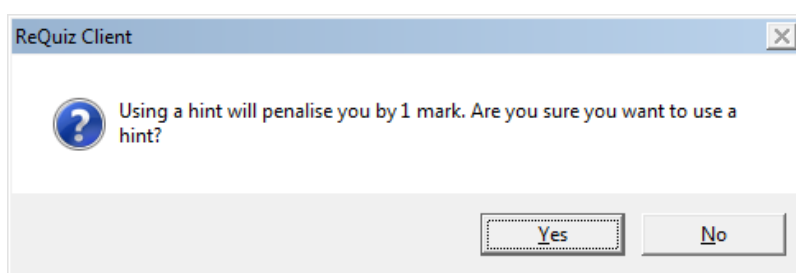 ReQuiz Client
Using a hint will penalise you by 1 mark. Are you sure you want to use a
hint?
Yes
No